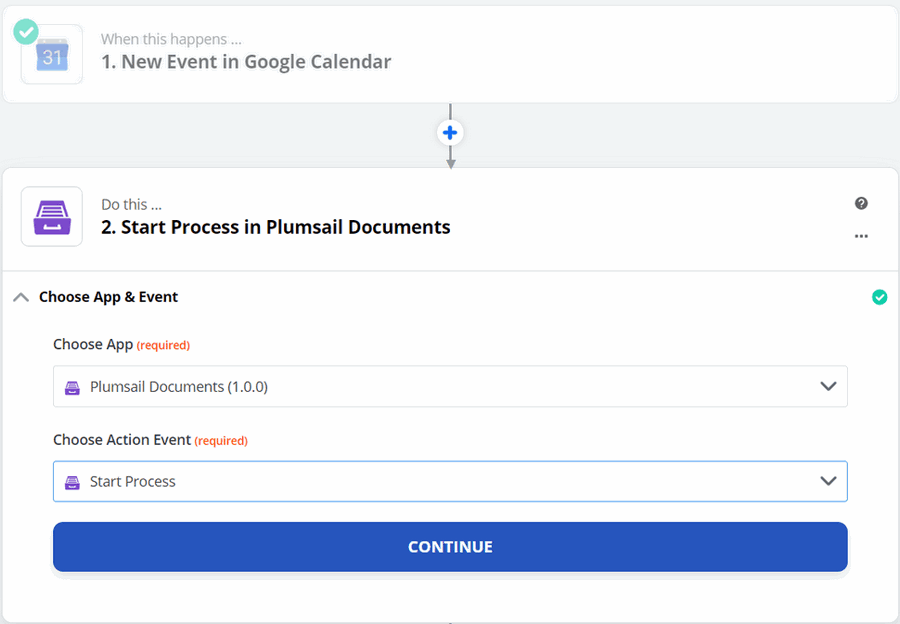 31
When this happens ...
1. New Event in Google Calendar
Do this ...
2. Start Process in Plumsail Documents
?
...
Choose App & Event
Choose App (required)
Plumsail Documents (1.0.0)
Choose Action Event (required)
Start Process
CONTINUE